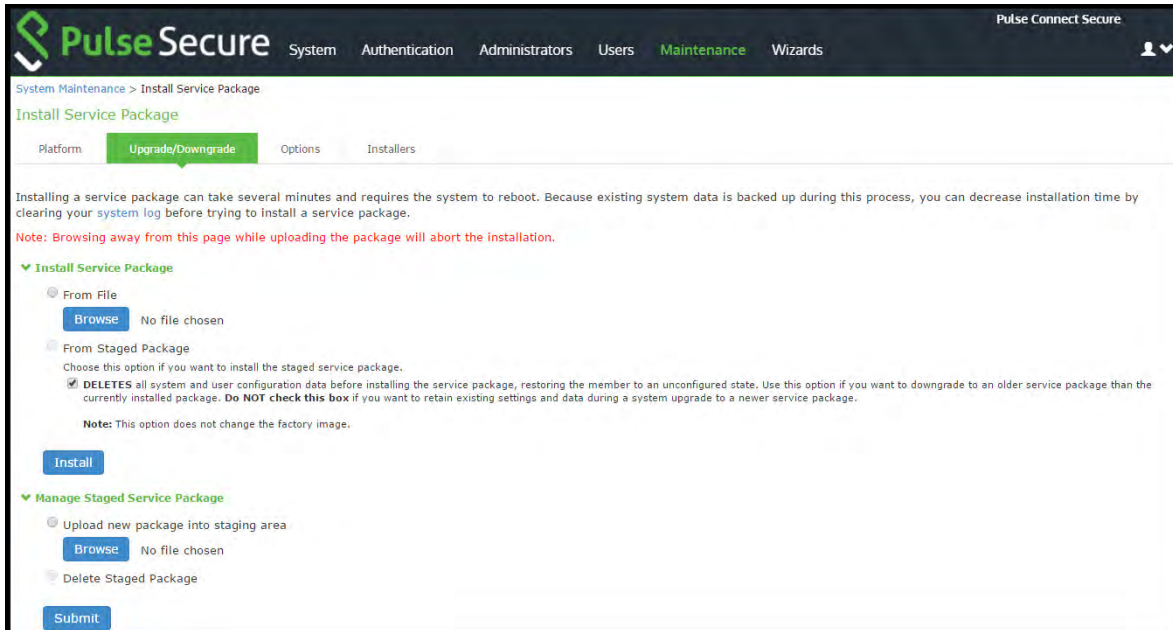 Pulse Connect Secure
Pulse Secure System Authentication Administrators Users Maintenance Wizards
System Maintenance > Install Service Package
Install Service Package
Platform Upgrade/Downgrade Options Installers
Installing a service package can take several minutes and requires the system to reboot. Because existing system data is backed up during this process, you can decrease installation time by
clearing your system log before trying to install a service package.
Note: Browsing away from this page while uploading the package will abort the installation.
Install Service Package
From File
Browse No file chosen
From Staged Package
Choose this option if you want to install the staged service package.
DELETES all system and user configuration data before installing the service package, restoring the member to an unconfigured state. Use this option if you want to downgrade to an older service package than the
currently installed package. Do NOT check this box if you want to retain existing settings and data during a system upgrade to a newer service package.
Note: This option does not change the factory image.
Install
Manage Staged Service Package
Upload new package into staging area
Browse No file chosen
Delete Staged Package
Submit